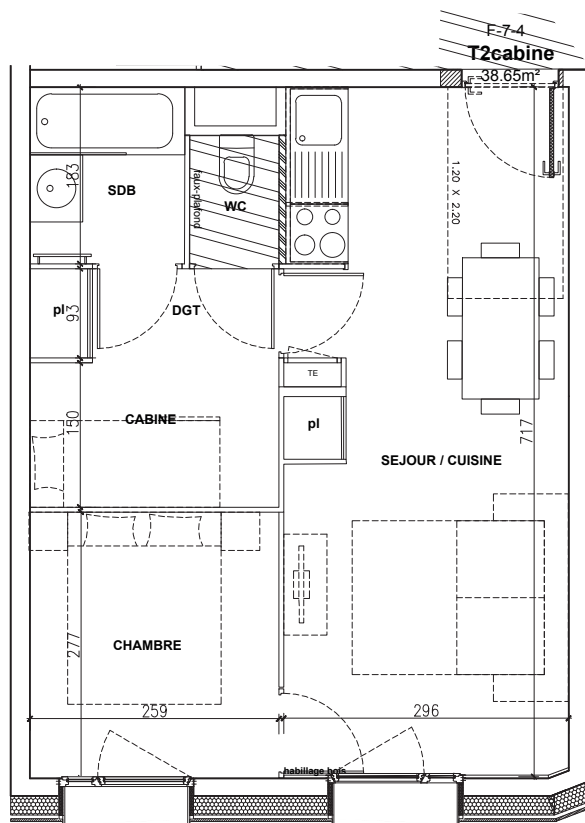 F-7-4
T2cabine
38.65m²
183
SDB
faux-plafond
WC
1.20 X 2.20
pl
93
DGT
TE
150
CABINE
pl
717
SEJOUR / CUISINE
277
CHAMBRE
259
296
habillage bois